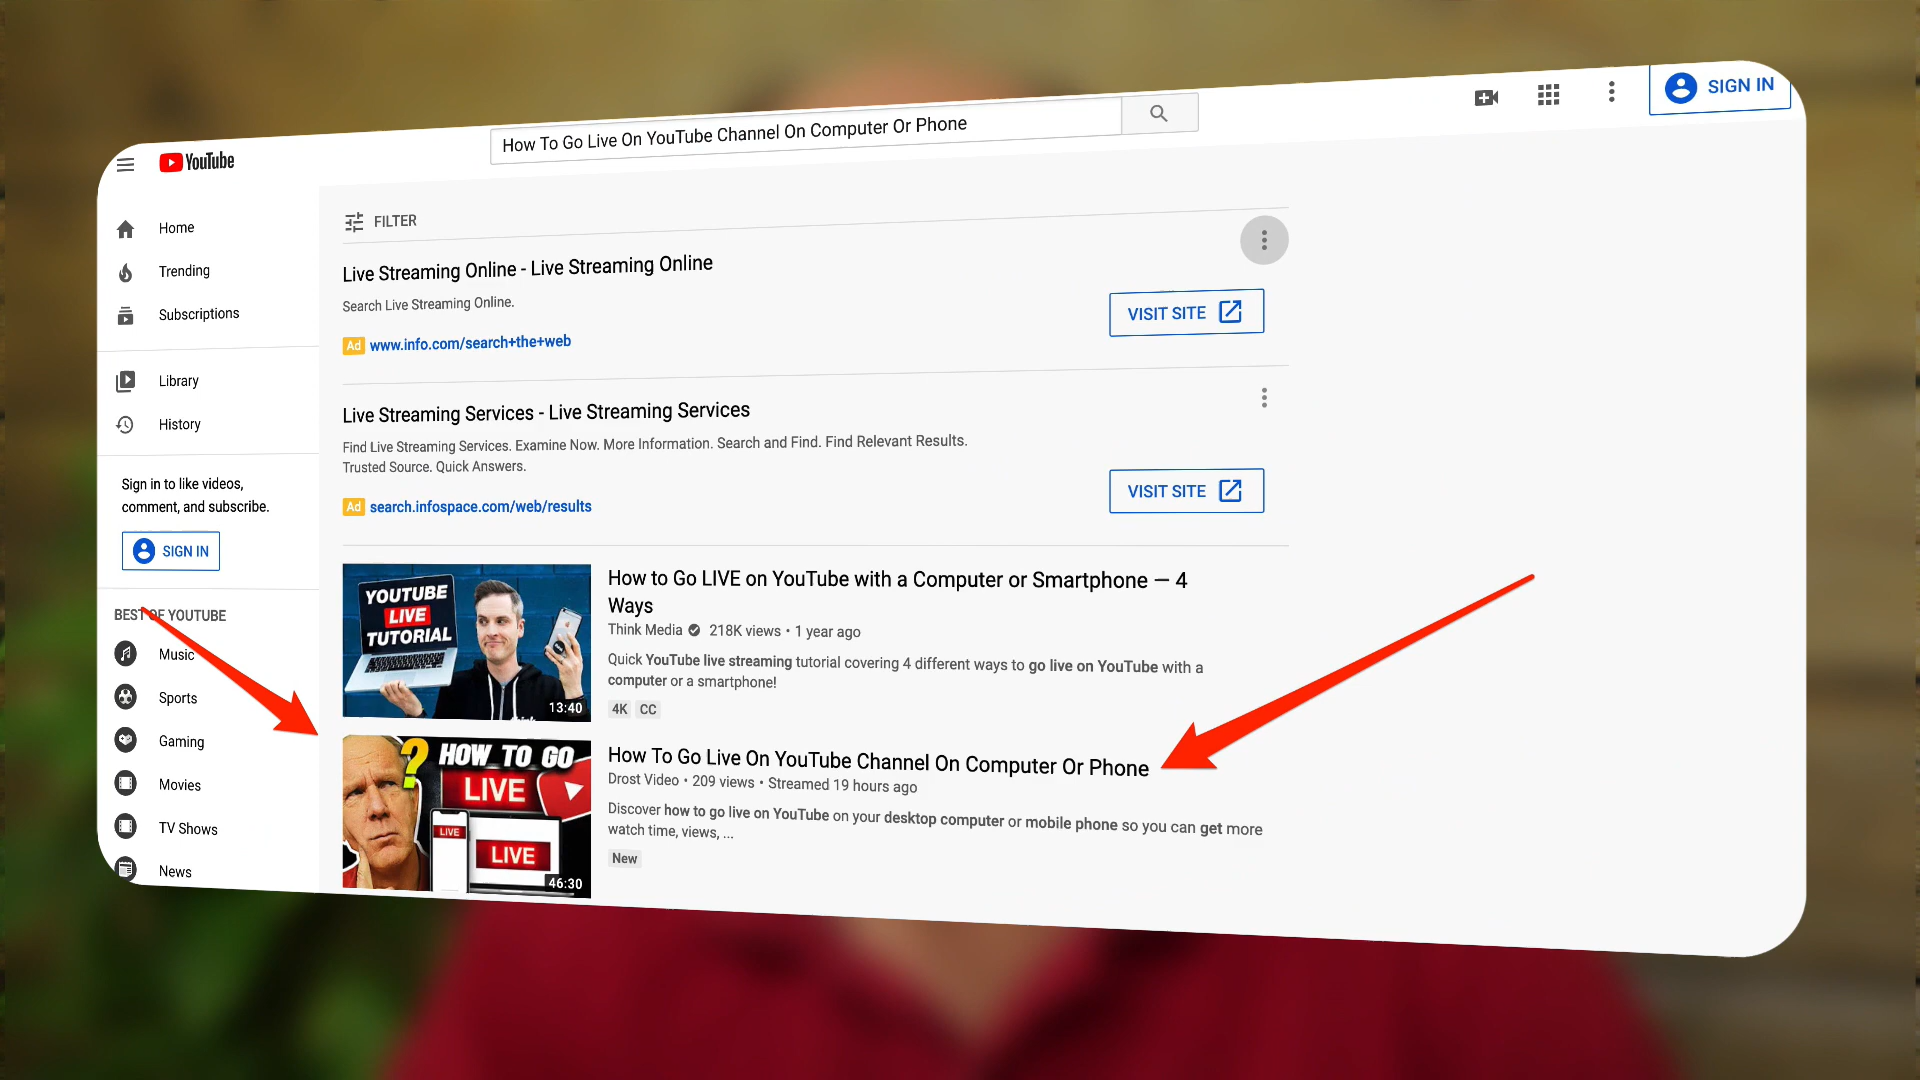 YouTube
How To Go Live On YouTube Channel On Computer Or Phone
SIGN IN
Home
Trending
Subscriptions
Library
History
Sign in to like videos,
comment, and subscribe.
SIGN IN
BEST OF YOUTUBE
Music
Sports
Gaming
Movies
TV Shows
News
FILTER
Live Streaming Online - Live Streaming Online
Search Live Streaming Online.
Ad www.info.com/search+the+web
VISIT SITE
Live Streaming Services - Live Streaming Services
Find Live Streaming Services. Examine Now. More Information. Search and Find. Find Relevant Results.
Trusted Source. Quick Answers.
Ad search.infospace.com/web/results
VISIT SITE
YOUTUBE
LIVE
TUTORIAL
13:40
How to Go LIVE on YouTube with a Computer or Smartphone — 4
Ways
Think Media 218K views • 1 year ago
Quick YouTube live streaming tutorial covering 4 different ways to go live on YouTube with a
computer or a smartphone!
4K CC
? HOW TO GO
LIVE
LIVE
LIVE
46:30
How To Go Live On YouTube Channel On Computer Or Phone
Drost Video • 209 views • Streamed 19 hours ago
Discover how to go live on YouTube on your desktop computer or mobile phone so you can get more
watch time, views, ...
New